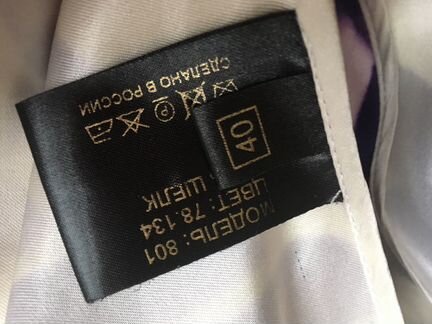 МОДЕЛЬ: 801
ЦВЕТ: 78.134
ШЕЛК
40
СДЕЛАНО В РОССИИ